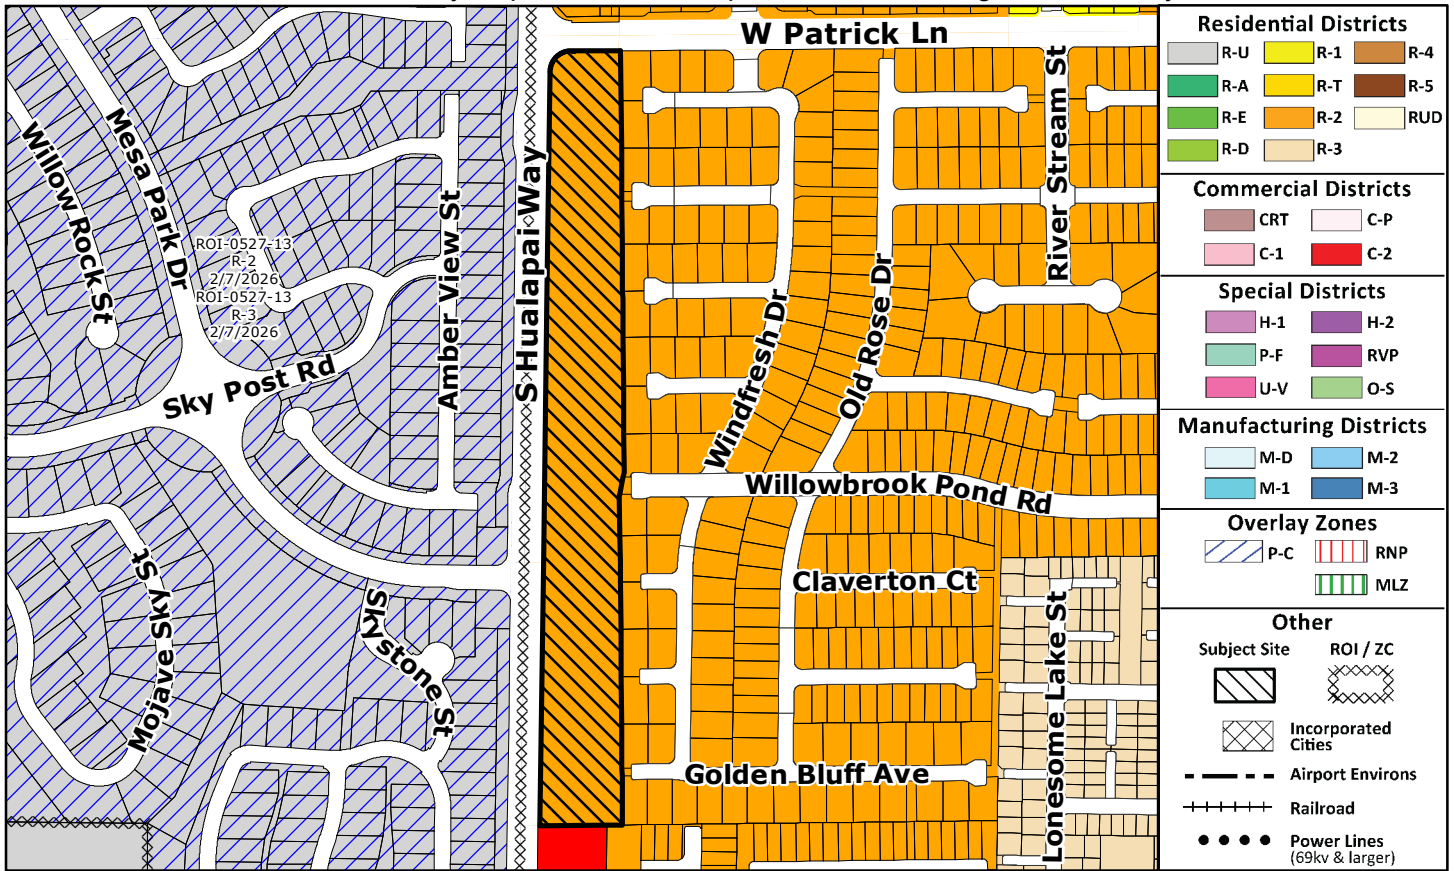 W Patrick Ln
Willow Rock St
Mesa Park Dr
ROI-0527-13
R-2
2/7/2026
ROI-0527-13
R-3
2/7/2026
Amber View St
S Hualapai Way
River Stream St
Sky Post Rd
Windfresh Dr
Old Rose Dr
Willowbrook Pond Rd
Claverton Ct
Mojave Sky St
Skystone St
Lonesome Lake St
Golden Bluff Ave
Residential Districts
R-U
R-1
R-4
R-A
R-T
R-5
R-E
R-2
RUD
R-D
R-3
Commercial Districts
CRT
C-P
C-1
C-2
Special Districts
H-1
H-2
P-F
RVP
U-V
O-S
Manufacturing Districts
M-D
M-2
M-1
M-3
Overlay Zones
P-C
RNP
MLZ
Other
Subject Site
ROI / ZC
Incorporated
Cities
Airport Environs
Railroad
Power Lines
(69kv & larger)